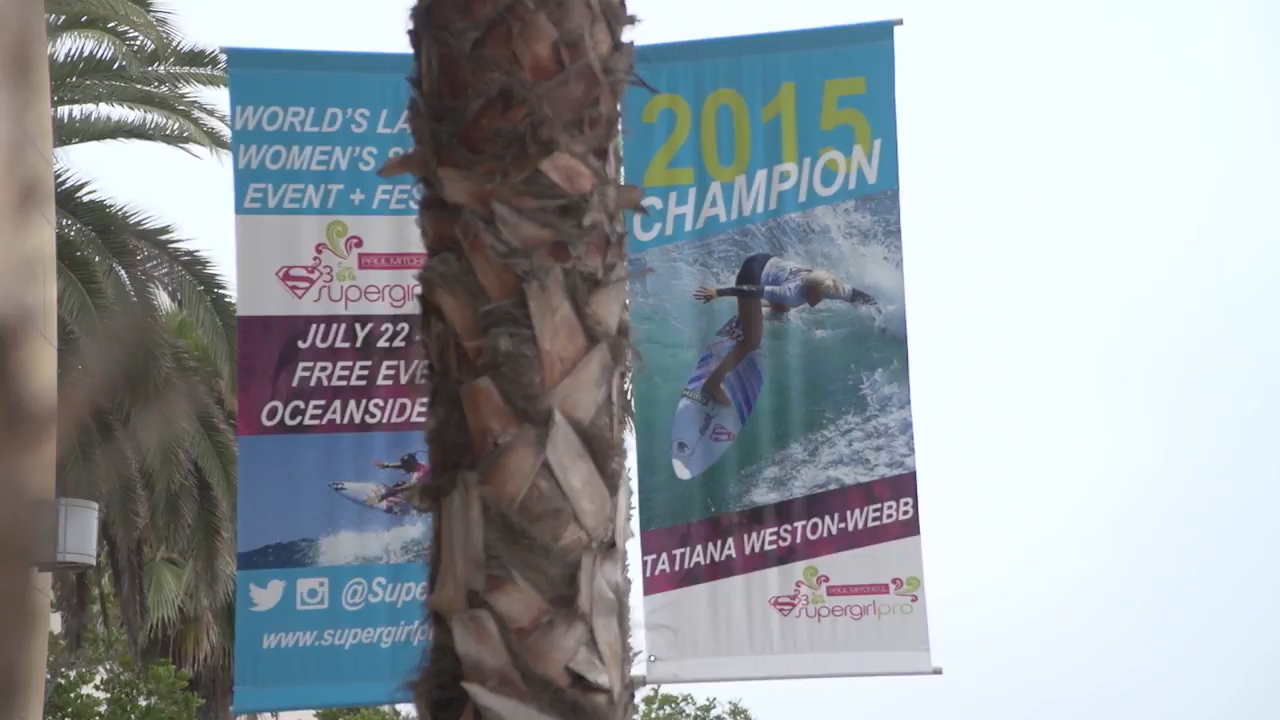 WORLD'S LA
WOMEN'S S
EVENT + FES
PAUL MITCHELL
supergirl
JULY 22 -
FREE EVE
OCEANSIDE
@Supe
www.supergirlp
2015
CHAMPION
TATIANA WESTON-WEBB
PAUL MITCHELL
supergirlpro